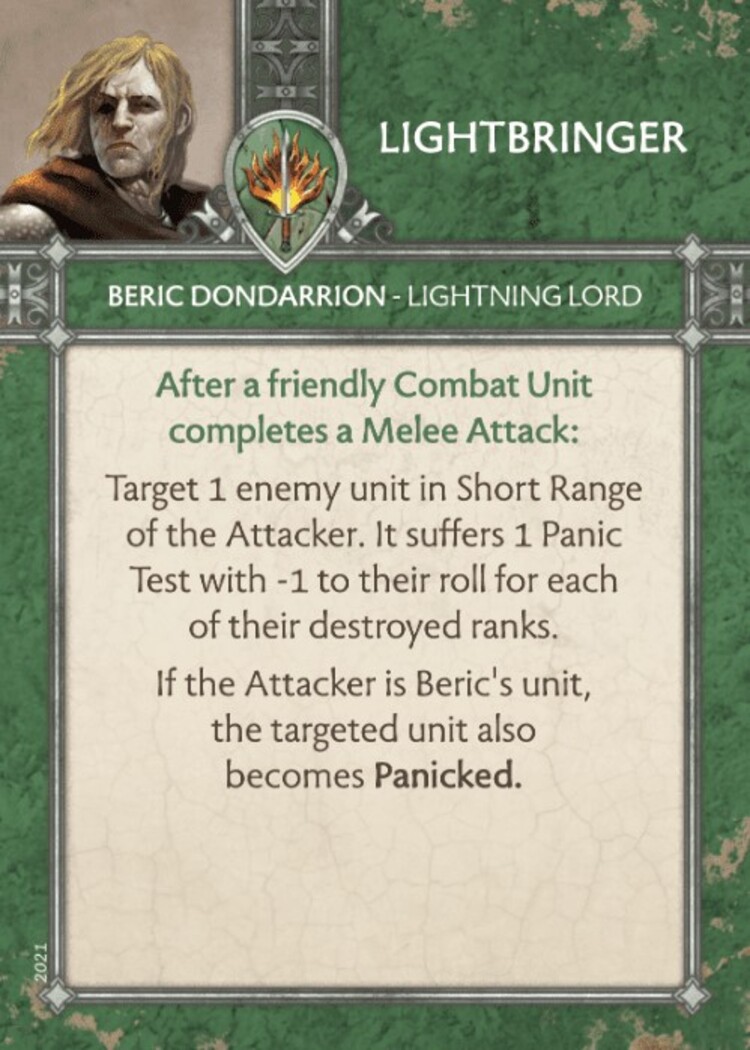 LIGHTBRINGER
BERIC DONDARRION - LIGHTNING LORD
After a friendly Combat Unit
completes a Melee Attack:
Target 1 enemy unit in Short Range
of the Attacker. It suffers 1 Panic
Test with -1 to their roll for each
of their destroyed ranks.
If the Attacker is Beric's unit,
the targeted unit also
becomes Panicked.
2021